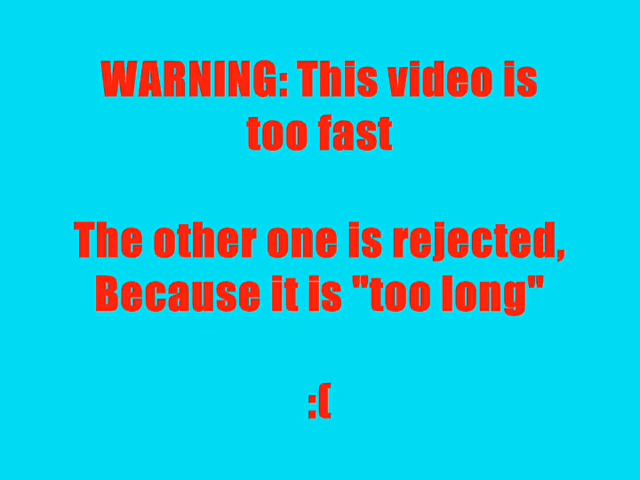 WARNING: This video is
too fast
The other one is rejected,
Because it is "too long"
:(